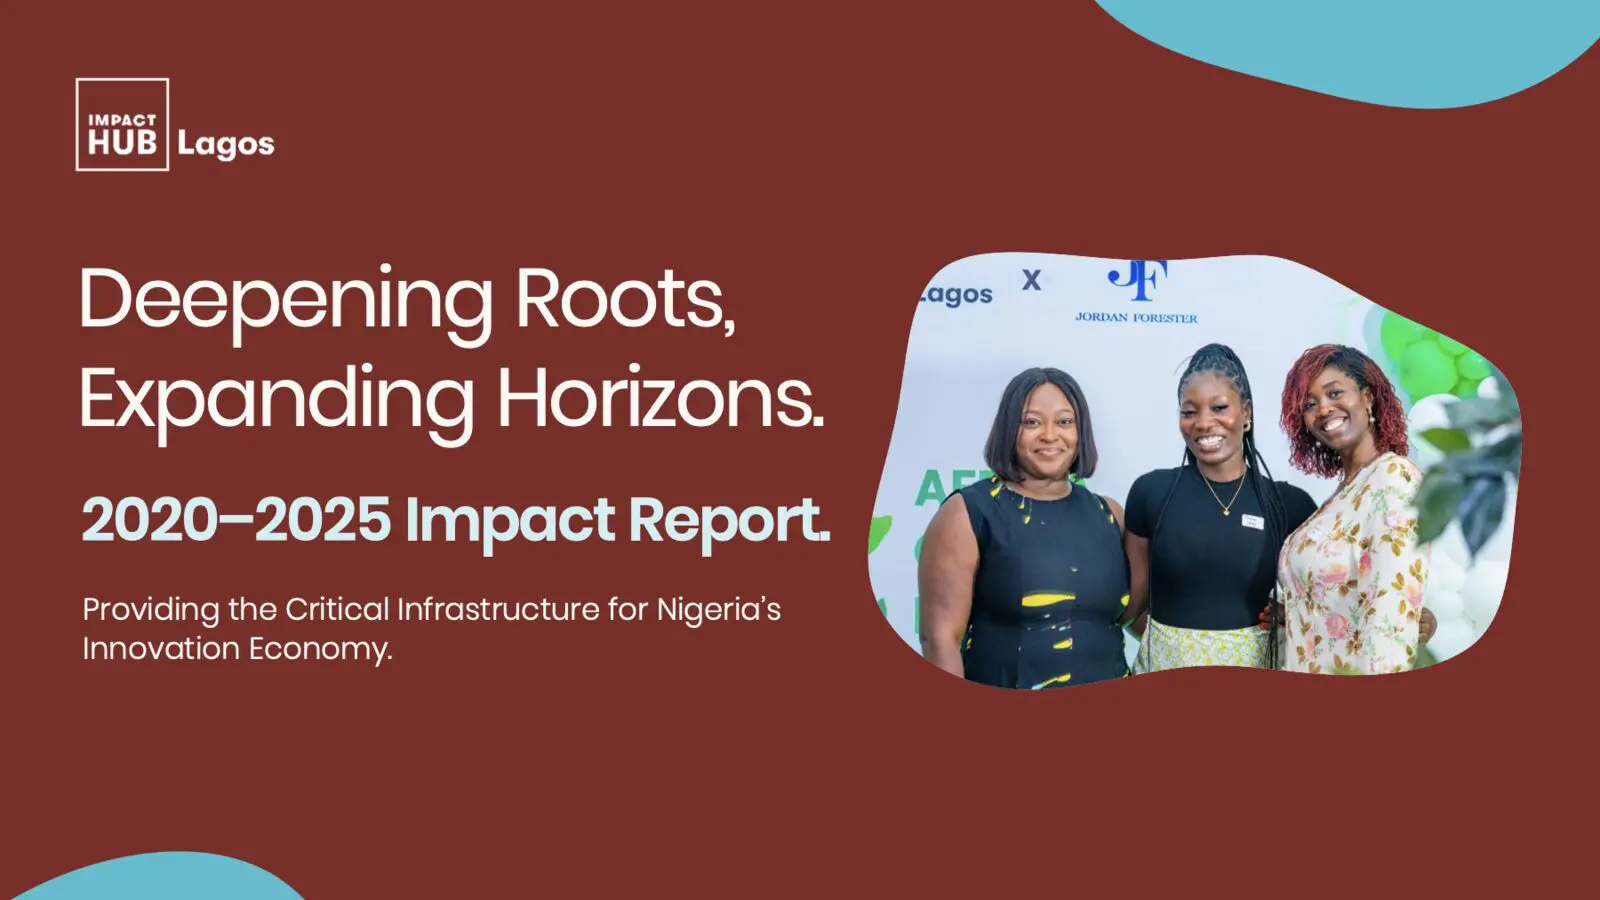 IMPACT
HUB Lagos
Deepening Roots,
Expanding Horizons.
2020–2025 Impact Report.
Providing the Critical Infrastructure for Nigeria’s
Innovation Economy.
Lagos X JF
JORDAN FORESTER